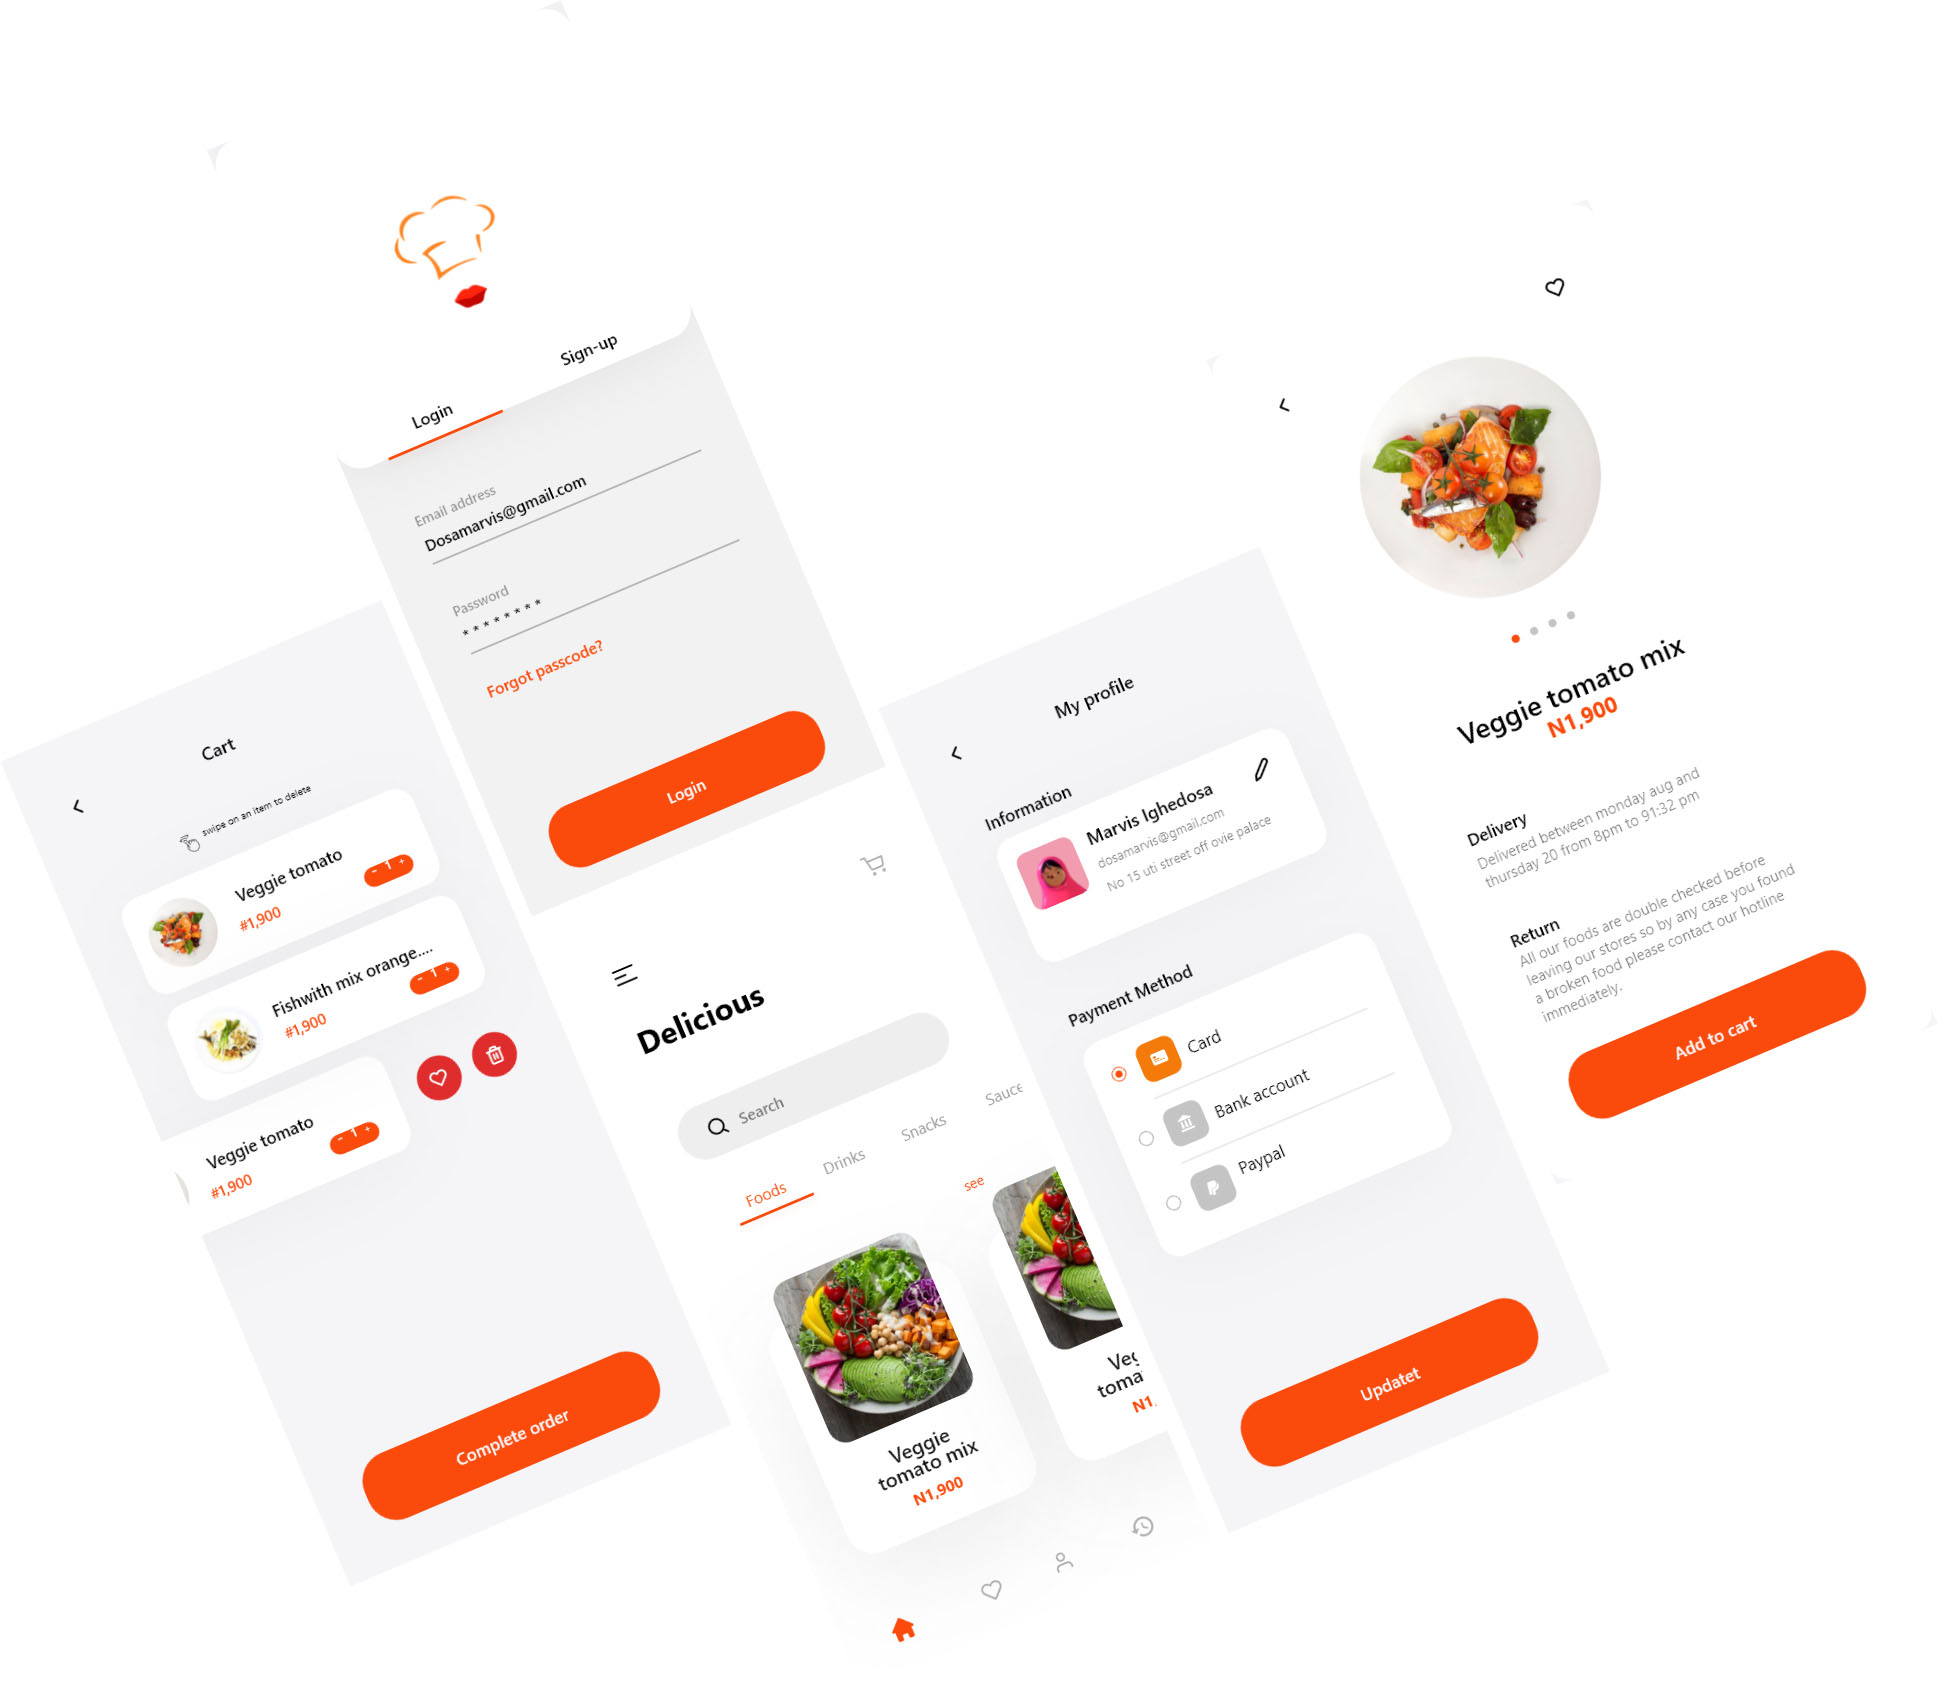 Login
Sign-up
Email address
Dosamarvis@gmail.com
Password
* * * * * * * *
Forgot passcode?
Login
Cart
swipe on an item to delete
Veggie tomato
#1,900
- 1 +
Fishwith mix orange....
#1,900
- 1 +
Veggie tomato
#1,900
- 1 +
Complete order
Delicious
Search
Foods
Drinks
Snacks
Sauce
see
Veggie
tomato mix
N1,900
Veg
toma
N1,
My profile
Information
Marvis Ighedosa
dosamarvis@gmail.com
No 15 uti street off ovie palace
Payment Method
Card
Bank account
Paypal
Updatet
Veggie tomato mix
N1,900
Delivery
Delivered between monday aug and
thursday 20 from 8pm to 91:32 pm
Return
All our foods are double checked before
leaving our stores so by any case you found
a broken food please contact our hotline
immediately.
Add to cart